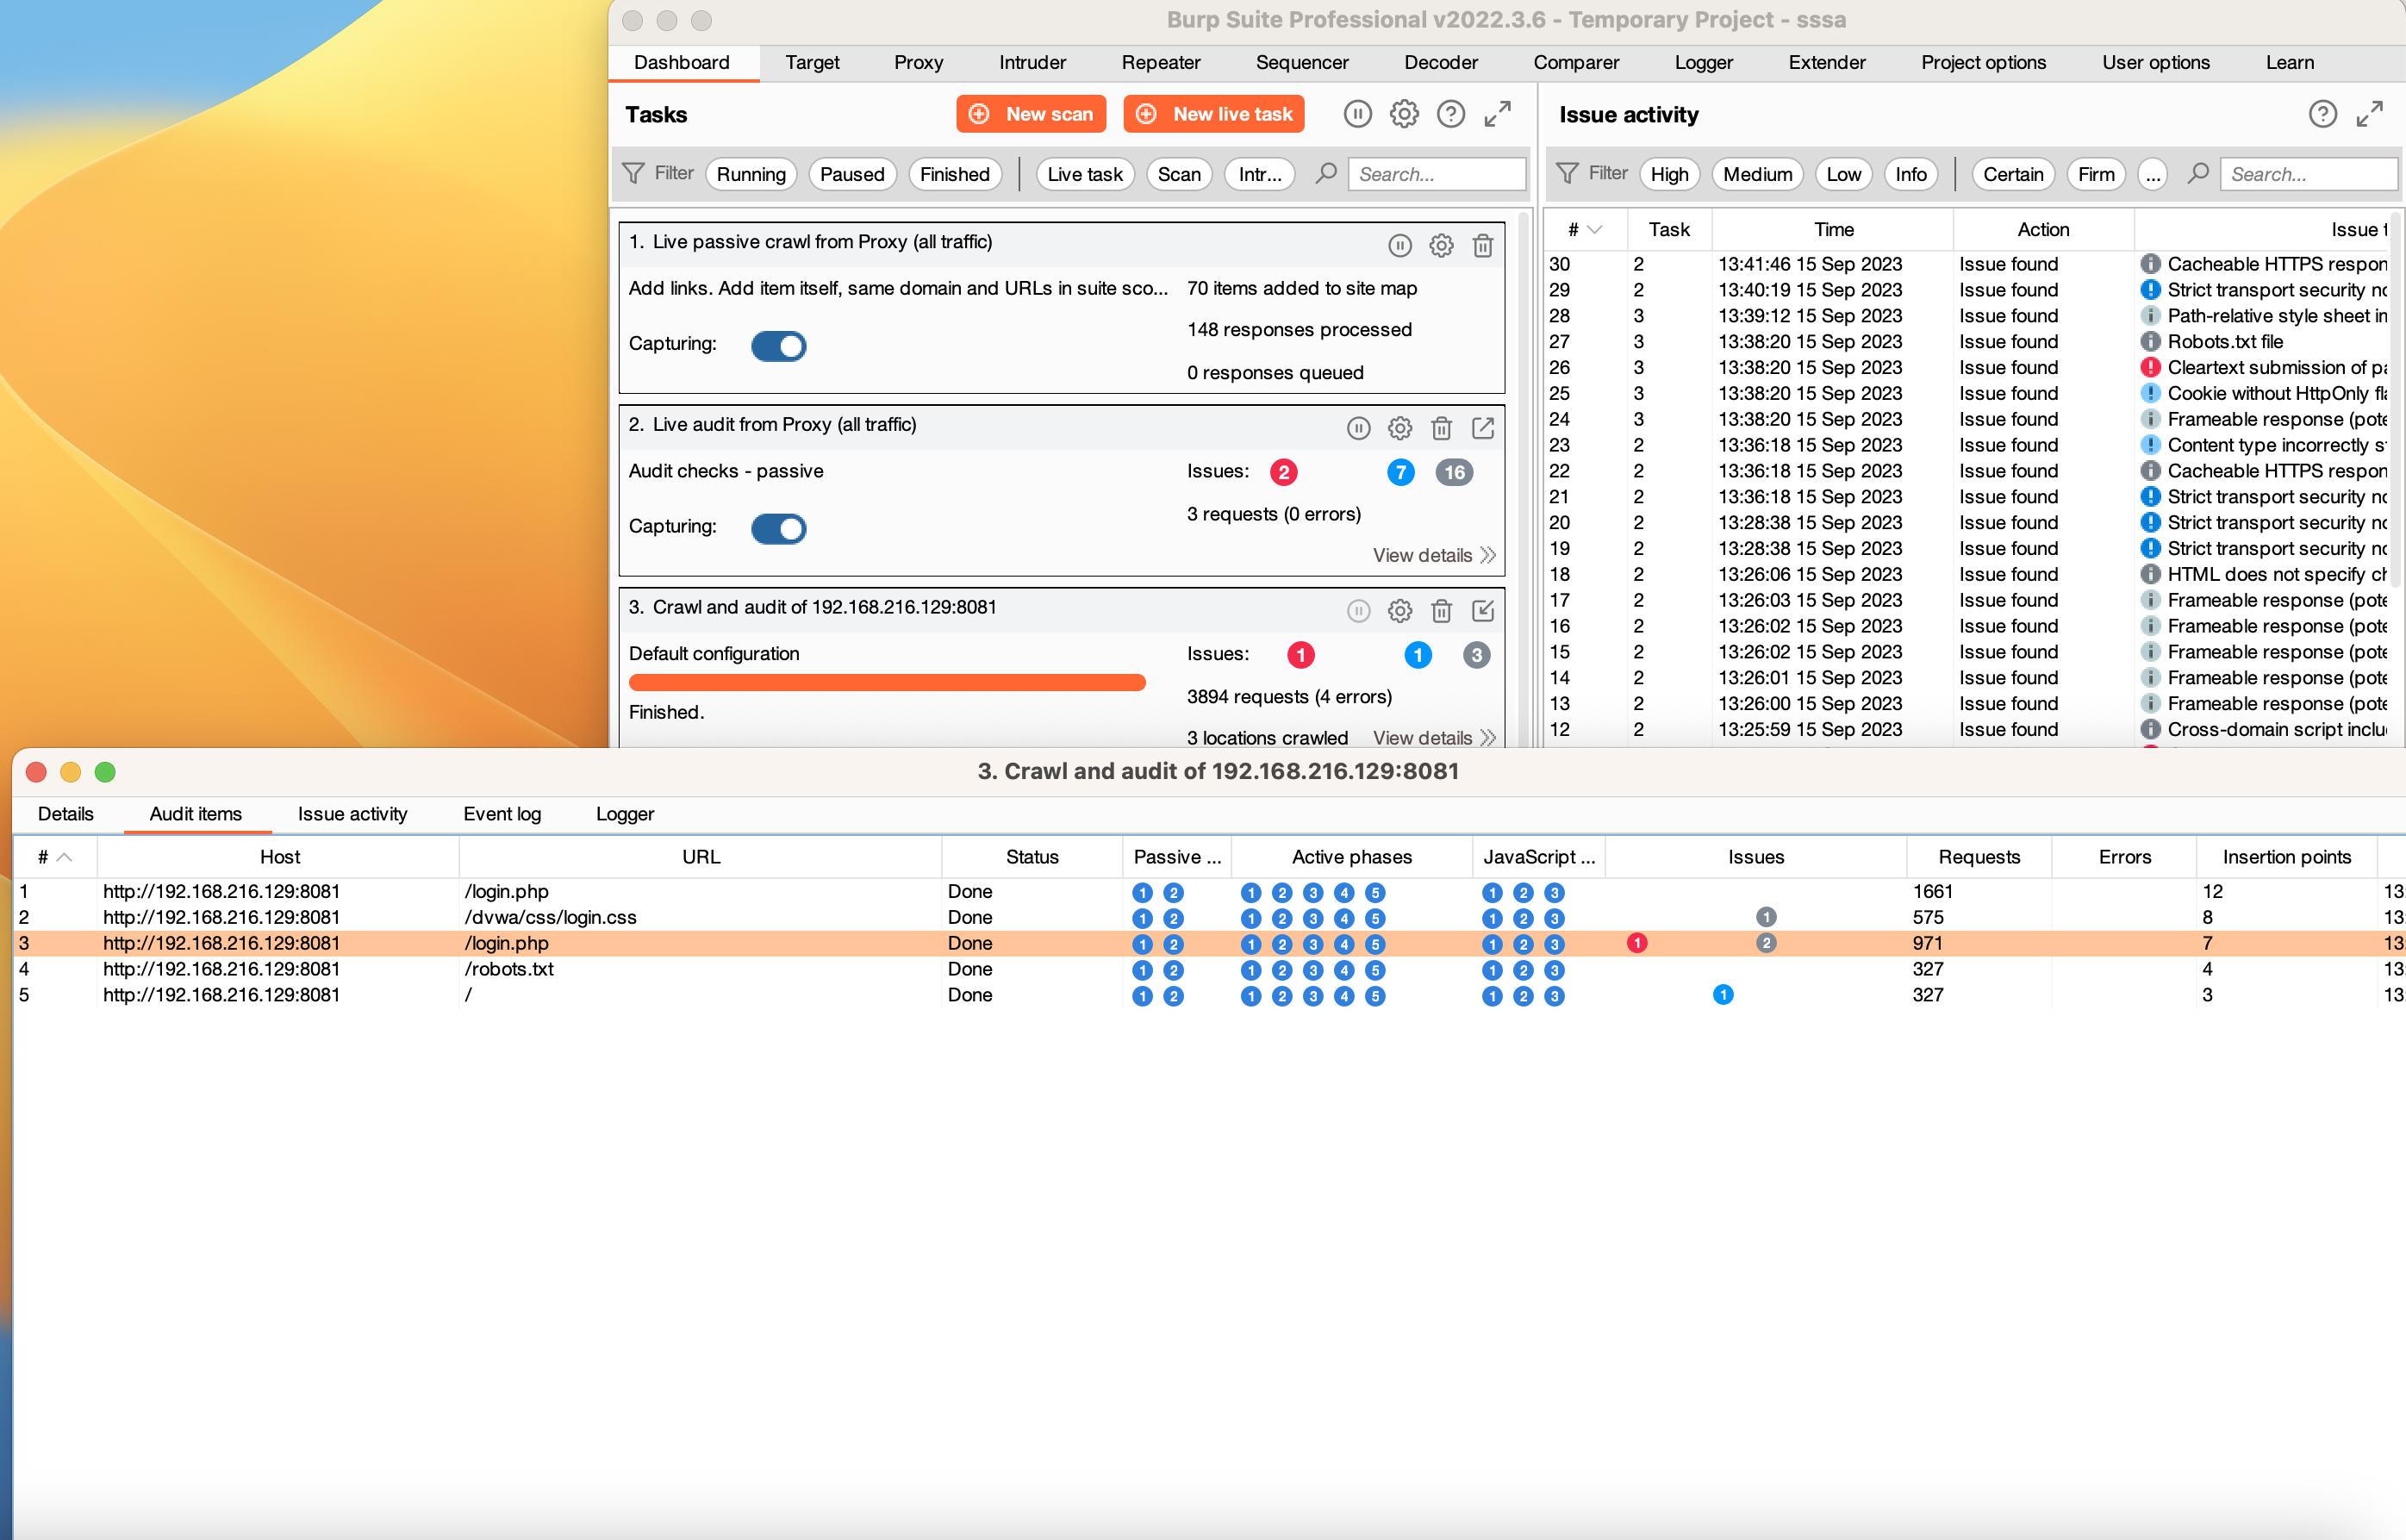 Burp Suite Professional v2022.3.6 - Temporary Project - sssa
Dashboard Target Proxy Intruder Repeater Sequencer Decoder Comparer Logger Extender Project options User options Learn
Tasks New scan New live task
Filter Running Paused Finished Live task Scan Intr... Search...
1. Live passive crawl from Proxy (all traffic)
Add links. Add item itself, same domain and URLs in suite sco... 70 items added to site map
148 responses processed
Capturing:
0 responses queued
2. Live audit from Proxy (all traffic)
Audit checks - passive Issues: 2 7 16
3 requests (0 errors)
Capturing:
View details
3. Crawl and audit of 192.168.216.129:8081
Default configuration Issues: 1 1 3
3894 requests (4 errors)
Finished.
3 locations crawled View details
Issue activity
Filter High Medium Low Info Certain Firm ... Search...
# Task Time Action Issue t
30 2 13:41:46 15 Sep 2023 Issue found Cacheable HTTPS respon
29 2 13:40:19 15 Sep 2023 Issue found Strict transport security no
28 3 13:39:12 15 Sep 2023 Issue found Path-relative style sheet in
27 3 13:38:20 15 Sep 2023 Issue found Robots.txt file
26 3 13:38:20 15 Sep 2023 Issue found Cleartext submission of pa
25 3 13:38:20 15 Sep 2023 Issue found Cookie without HttpOnly fla
24 3 13:38:20 15 Sep 2023 Issue found Frameable response (pote
23 2 13:36:18 15 Sep 2023 Issue found Content type incorrectly st
22 2 13:36:18 15 Sep 2023 Issue found Cacheable HTTPS respon
21 2 13:36:18 15 Sep 2023 Issue found Strict transport security no
20 2 13:28:38 15 Sep 2023 Issue found Strict transport security no
19 2 13:28:38 15 Sep 2023 Issue found Strict transport security no
18 2 13:26:06 15 Sep 2023 Issue found HTML does not specify ch
17 2 13:26:03 15 Sep 2023 Issue found Frameable response (pote
16 2 13:26:02 15 Sep 2023 Issue found Frameable response (pote
15 2 13:26:02 15 Sep 2023 Issue found Frameable response (pote
14 2 13:26:01 15 Sep 2023 Issue found Frameable response (pote
13 2 13:26:00 15 Sep 2023 Issue found Frameable response (pote
12 2 13:25:59 15 Sep 2023 Issue found Cross-domain script inclu
3. Crawl and audit of 192.168.216.129:8081
Details Audit items Issue activity Event log Logger
# Host URL Status Passive ... Active phases JavaScript ... Issues Requests Errors Insertion points
1 http://192.168.216.129:8081 /login.php Done 1 2 1 2 3 4 5 1 2 3 1661 12 13:
2 http://192.168.216.129:8081 /dvwa/css/login.css Done 1 2 1 2 3 4 5 1 2 3 1 575 8 13:
3 http://192.168.216.129:8081 /login.php Done 1 2 1 2 3 4 5 1 2 3 1 2 971 7 13:
4 http://192.168.216.129:8081 /robots.txt Done 1 2 1 2 3 4 5 1 2 3 327 4 13:
5 http://192.168.216.129:8081 / Done 1 2 1 2 3 4 5 1 2 3 1 327 3 13: